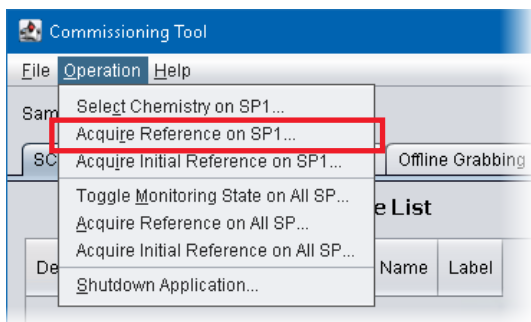 Commissioning Tool
File Operation Help
Sam
Select Chemistry on SP1...
Acquire Reference on SP1...
SC
Acquire Initial Reference on SP1...
Offline Grabbing
Toggle Monitoring State on All SP...
e List
Acquire Reference on All SP...
Acquire Initial Reference on All SP...
De
Name Label
Shutdown Application...